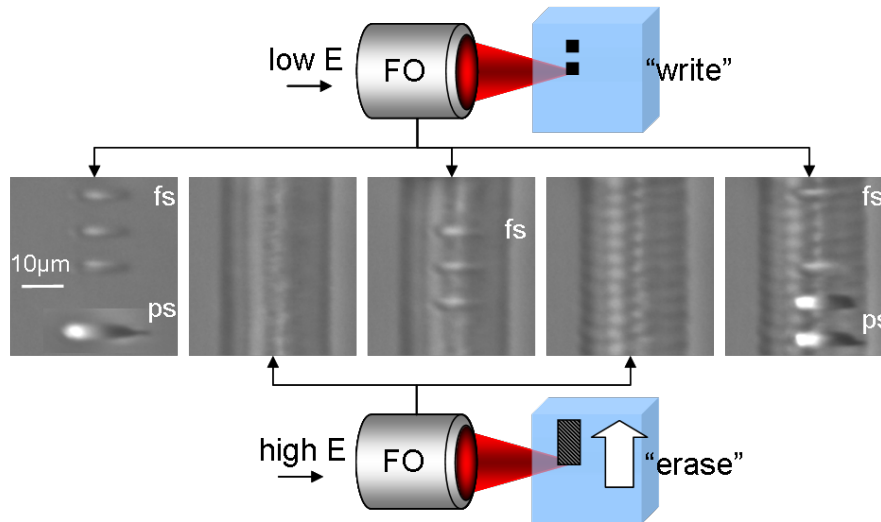 low E
FO
“write”
fs
10μm
ps
fs
fs
ps
high E
FO
“erase”